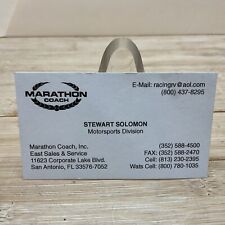 MARATHON
COACH
E-Mail: racingrv@aol.com
(800) 437-8295
STEWART SOLOMON
Motorsports Division
Marathon Coach, Inc.
East Sales & Service
11623 Corporate Lake Blvd.
San Antonio, FL 33576-7052
(352) 588-4500
FAX: (352) 588-2470
Cell: (813) 230-2395
Wats Cell: (800) 780-1035